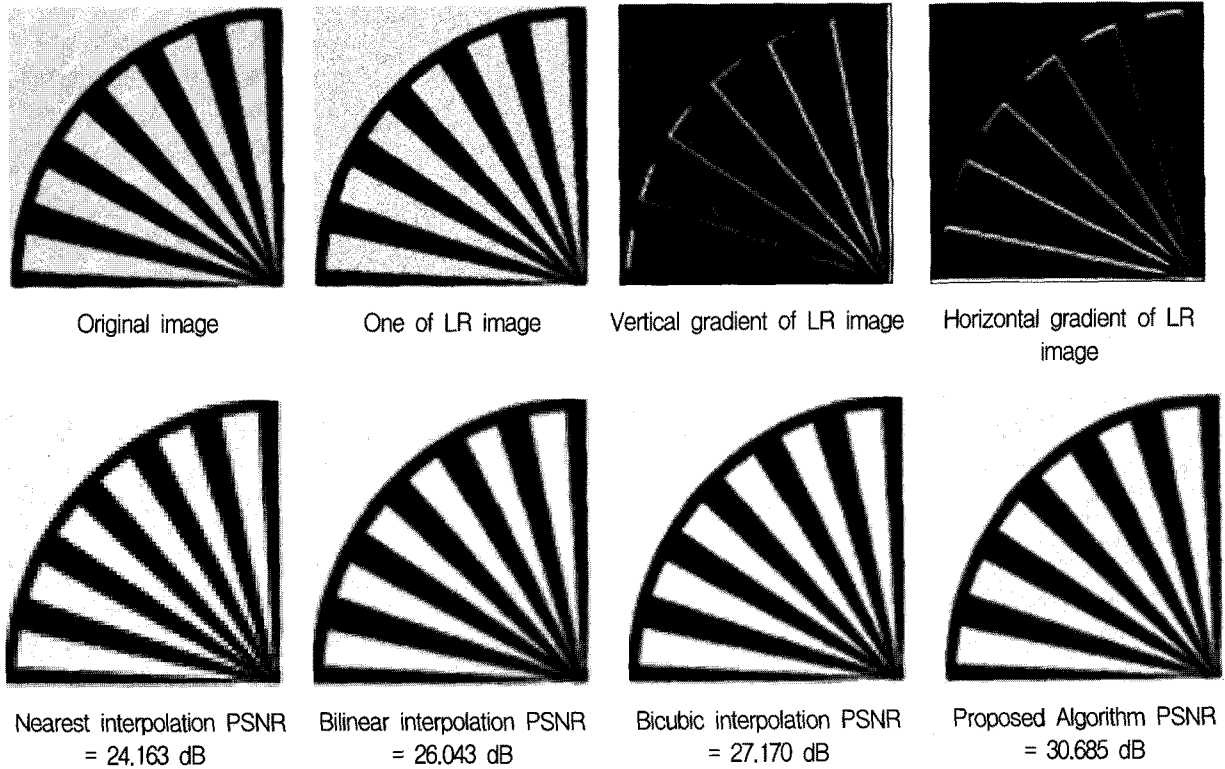 Original image
One of LR image
Vertical gradient of LR image
Horizontal gradient of LR
image
Nearest interpolation PSNR
= 24.163 dB
Bilinear interpolation PSNR
= 26.043 dB
Bicubic interpolation PSNR
= 27.170 dB
Proposed Algorithm PSNR
= 30.685 dB